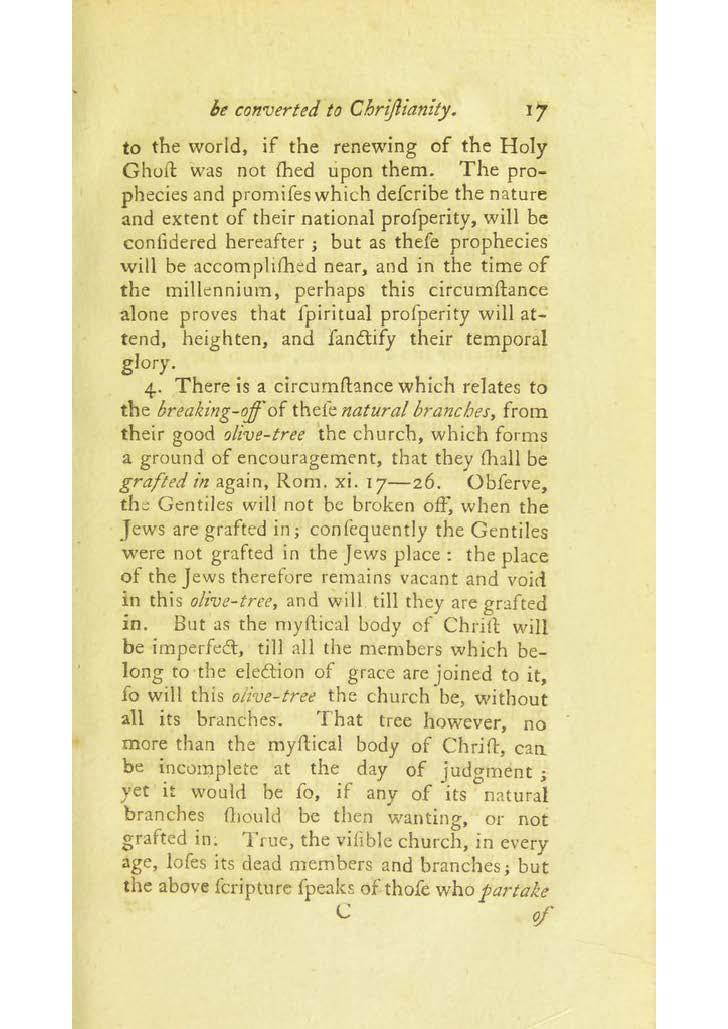 be converted to Chriſtianity. 17
to the world, if the renewing of the Holy
Ghoſt was not ſhed upon them. The pro-
phecies and promiſes which deſcribe the nature
and extent of their national proſperity, will be
conſidered hereafter ; but as theſe prophecies
will be accompliſhed near, and in the time of
the millennium, perhaps this circumſtance
alone proves that ſpiritual proſperity will at-
tend, heighten, and ſanctify their temporal
glory.
4. There is a circumſtance which relates to
the breaking-off of theſe natural branches, from
their good olive-tree the church, which forms
a ground of encouragement, that they ſhall be
grafted in again, Rom. xi. 17—26. Obſerve,
the Gentiles will not be broken off, when the
Jews are grafted in; conſequently the Gentiles
were not grafted in the Jews place : the place
of the Jews therefore remains vacant and void
in this olive-tree, and will till they are grafted
in. But as the myſtical body of Chriſt will
be imperfect, till all the members which be-
long to the election of grace are joined to it,
ſo will this olive-tree the church be, without
all its branches. That tree however, no
more than the myſtical body of Chriſt, can
be incomplete at the day of judgment ;
yet it would be ſo, if any of its natural
branches ſhould be then wanting, or not
grafted in. True, the viſible church, in every
age, loſes its dead members and branches; but
the above ſcripture ſpeaks of thoſe who partake
C of